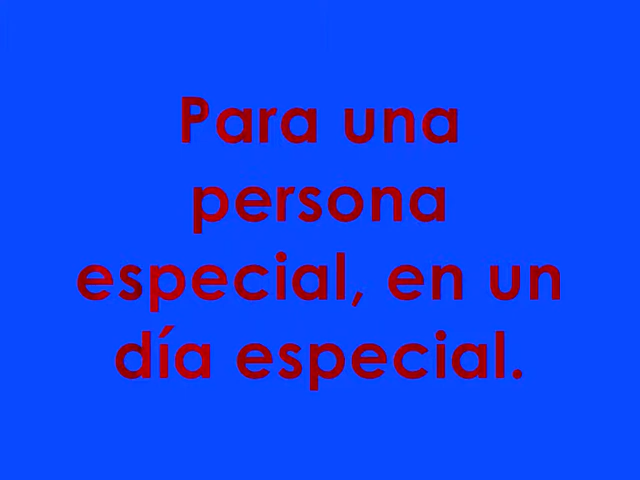 Para una
persona
especial, en un
día especial.